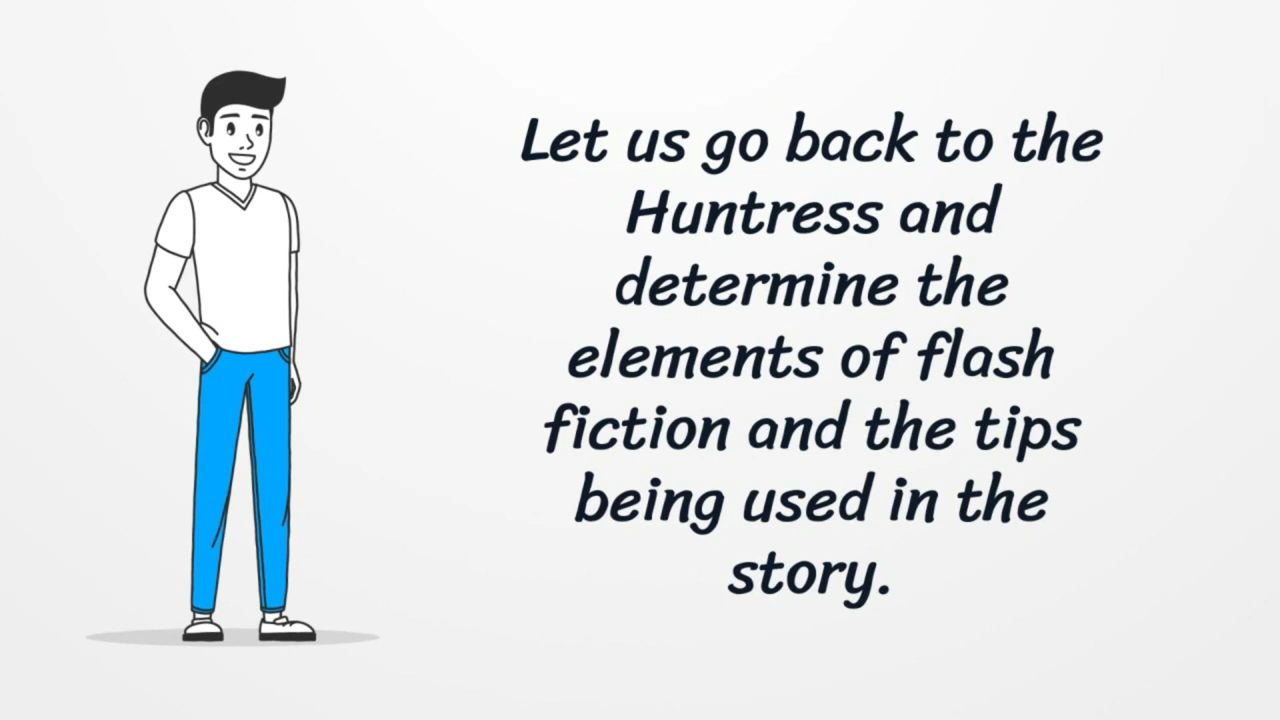 Let us go back to the
Huntress and
determine the
elements of flash
fiction and the tips
being used in the
story.